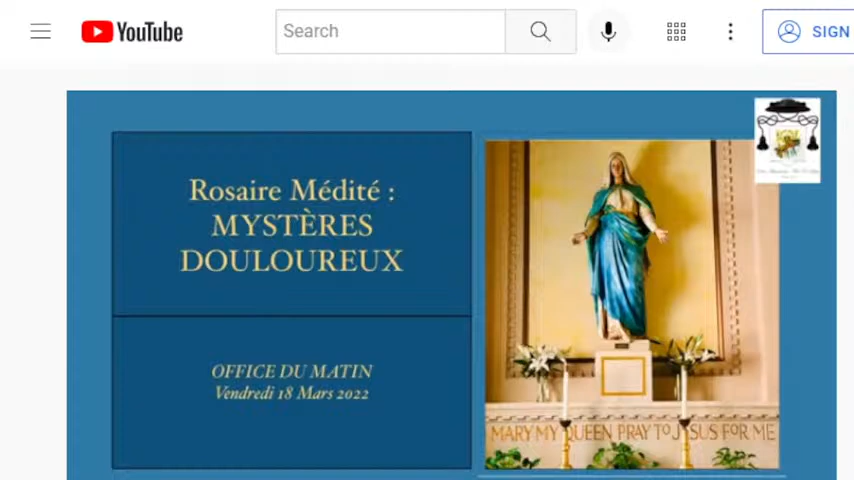 YouTube
Search
SIGN
Rosaire Médité :
MYSTÈRES
DOULOUREUX
OFFICE DU MATIN
Vendredi 18 Mars 2022
MARY MY QUEEN PRAY TO JESUS FOR ME